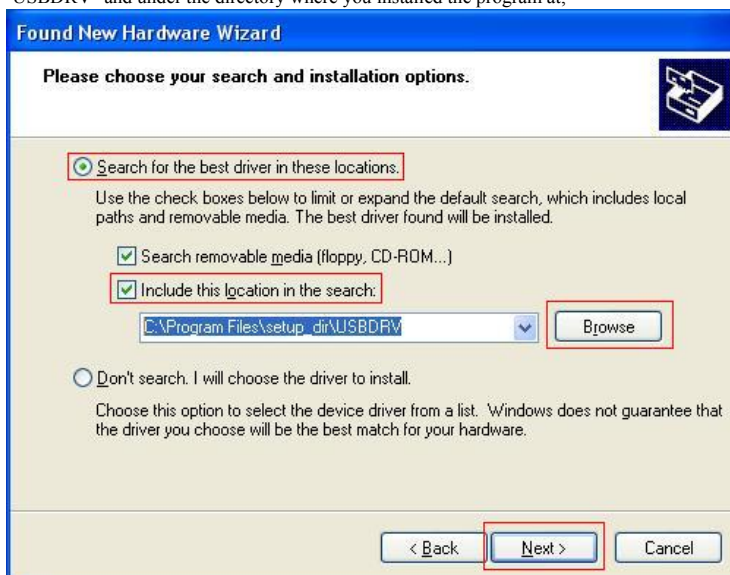 "USBDRV" and under the directory where you installed the program at;
Found New Hardware Wizard
Please choose your search and installation options.
Search for the best driver in these locations.
Use the check boxes below to limit or expand the default search, which includes local
paths and removable media. The best driver found will be installed.
Search removable media (floppy, CD-ROM...)
Include this location in the search:
C:\Program Files\setup_dir\USBDRV
Browse
Don't search. I will choose the driver to install.
Choose this option to select the device driver from a list. Windows does not guarantee that
the driver you choose will be the best match for your hardware.
< Back
Next >
Cancel